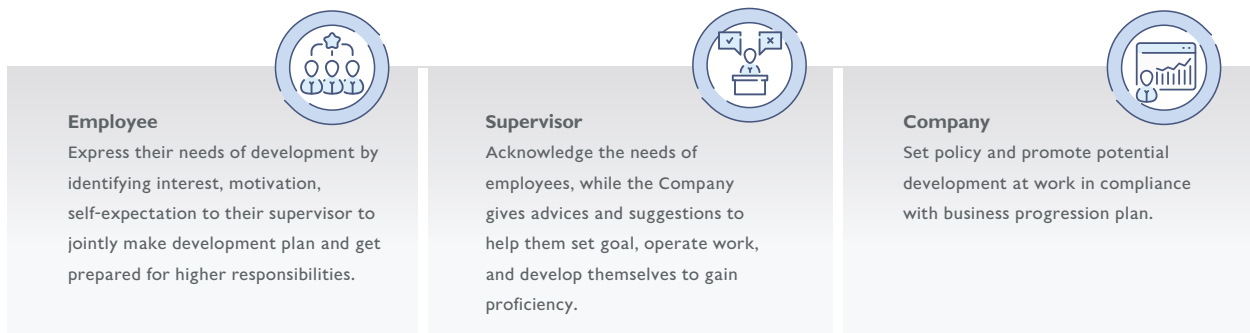 Employee
Express their needs of development by
identifying interest, motivation,
self-expectation to their supervisor to
jointly make development plan and get
prepared for higher responsibilities.
Supervisor
Acknowledge the needs of
employees, while the Company
gives advices and suggestions to
help them set goal, operate work,
and develop themselves to gain
proficiency.
Company
Set policy and promote potential
development at work in compliance
with business progression plan.